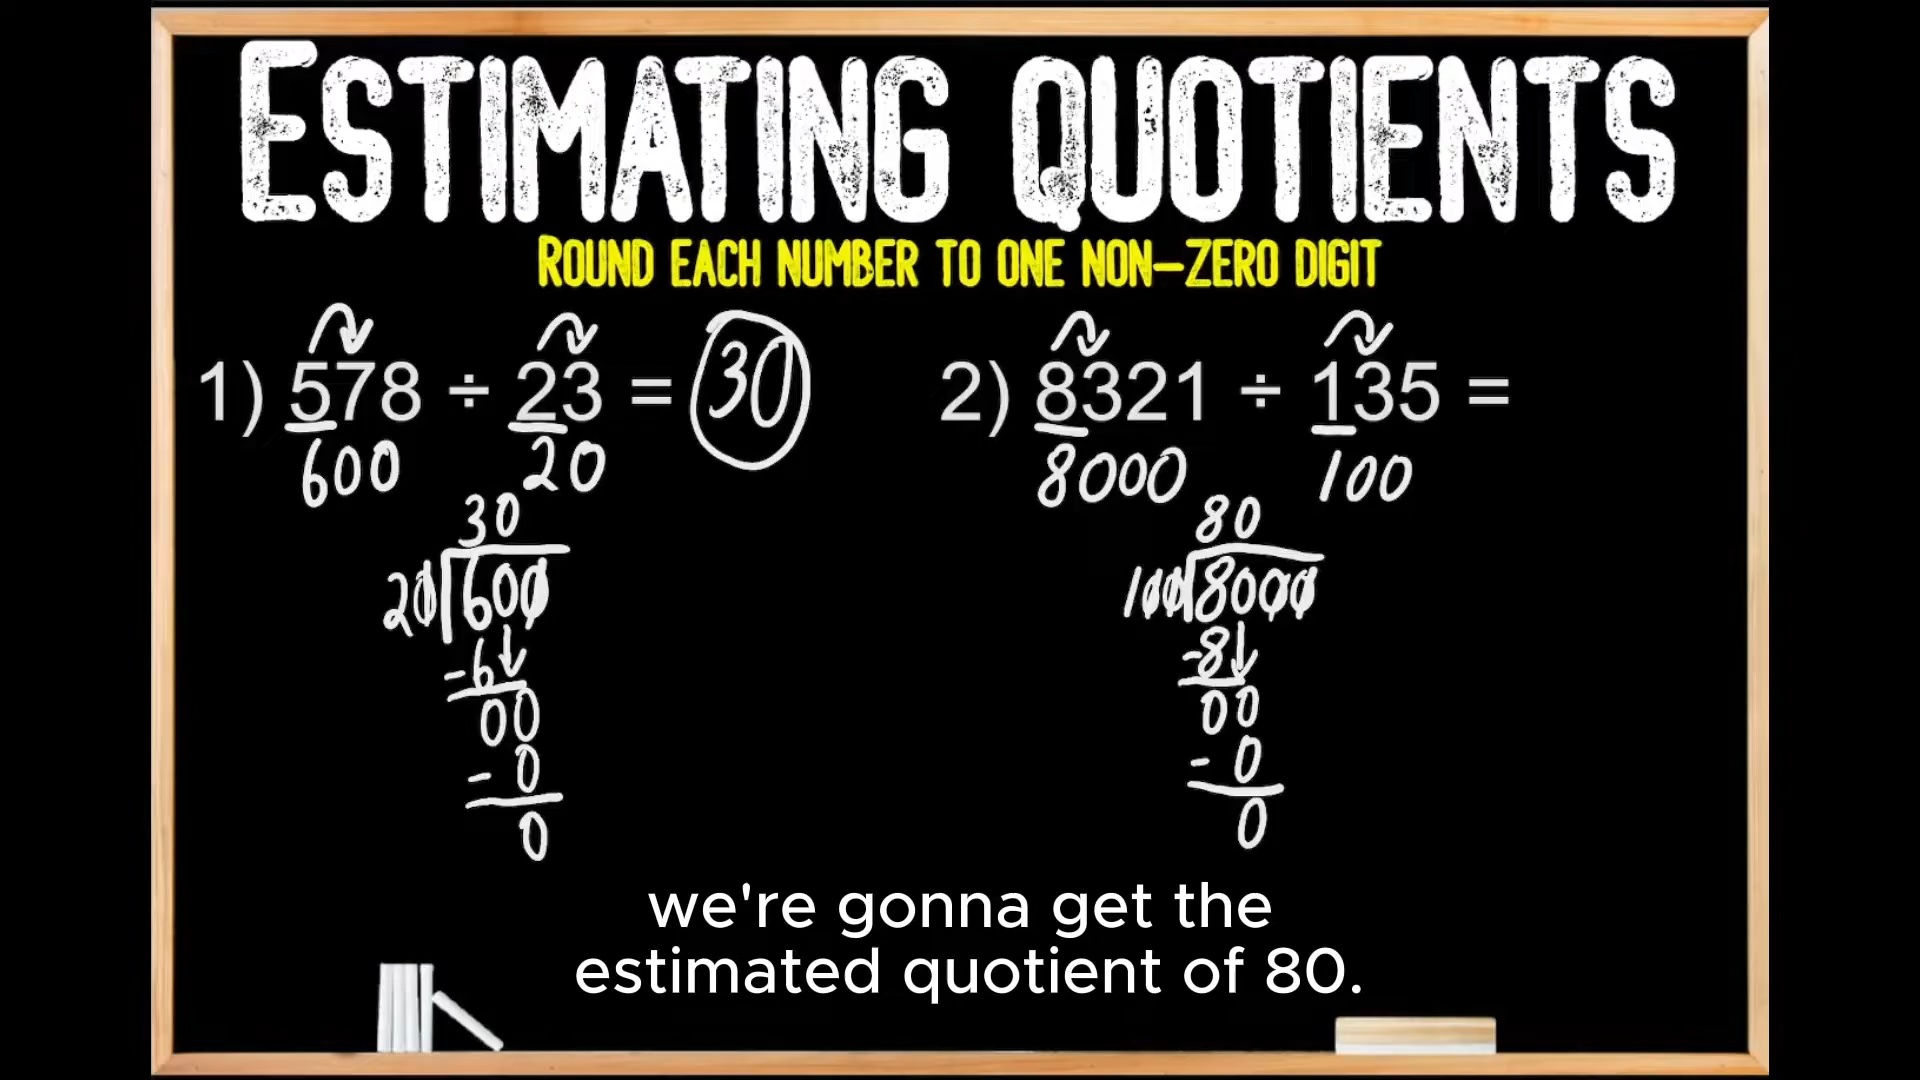 ESTIMATING QUOTIENTS
ROUND EACH NUMBER TO ONE NON-ZERO DIGIT
1) 578 ÷ 23 = 30
600 20
30
20 600
-6
00
- 0
0
2) 8321 ÷ 135 =
8000 100
80
100 8000
-8
00
- 0
0
we're gonna get the
estimated quotient of 80.